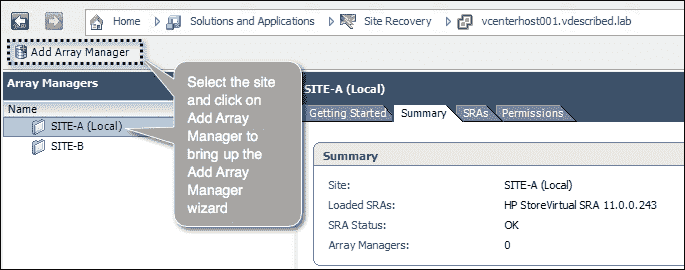 Home Solutions and Applications Site Recovery vcenterhost001.vdescribed.lab
Add Array Manager
Array Managers
Name
SITE-A (Local)
SITE-B
Select the site
and click on
Add Array
Manager to
bring up the
Add Array
Manager
wizard
SITE-A (Local)
Getting Started Summary SRAs Permissions
Summary
Site: SITE-A (Local)
Loaded SRAs: HP StoreVirtual SRA 11.0.0.243
SRA Status: OK
Array Managers: 0